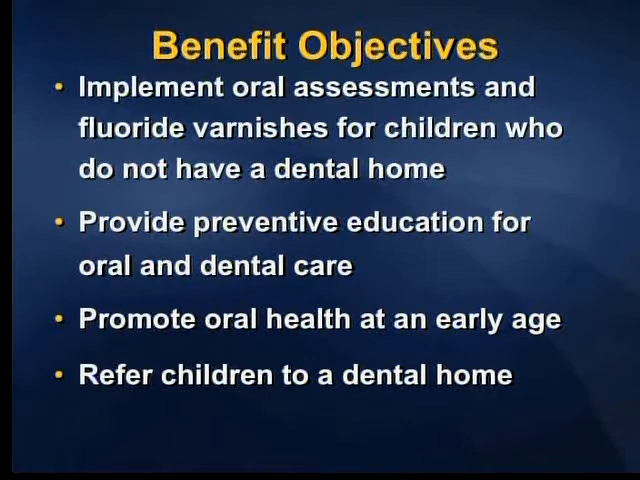 Benefit Objectives
• Implement oral assessments and
fluoride varnishes for children who
do not have a dental home
• Provide preventive education for
oral and dental care
• Promote oral health at an early age
• Refer children to a dental home